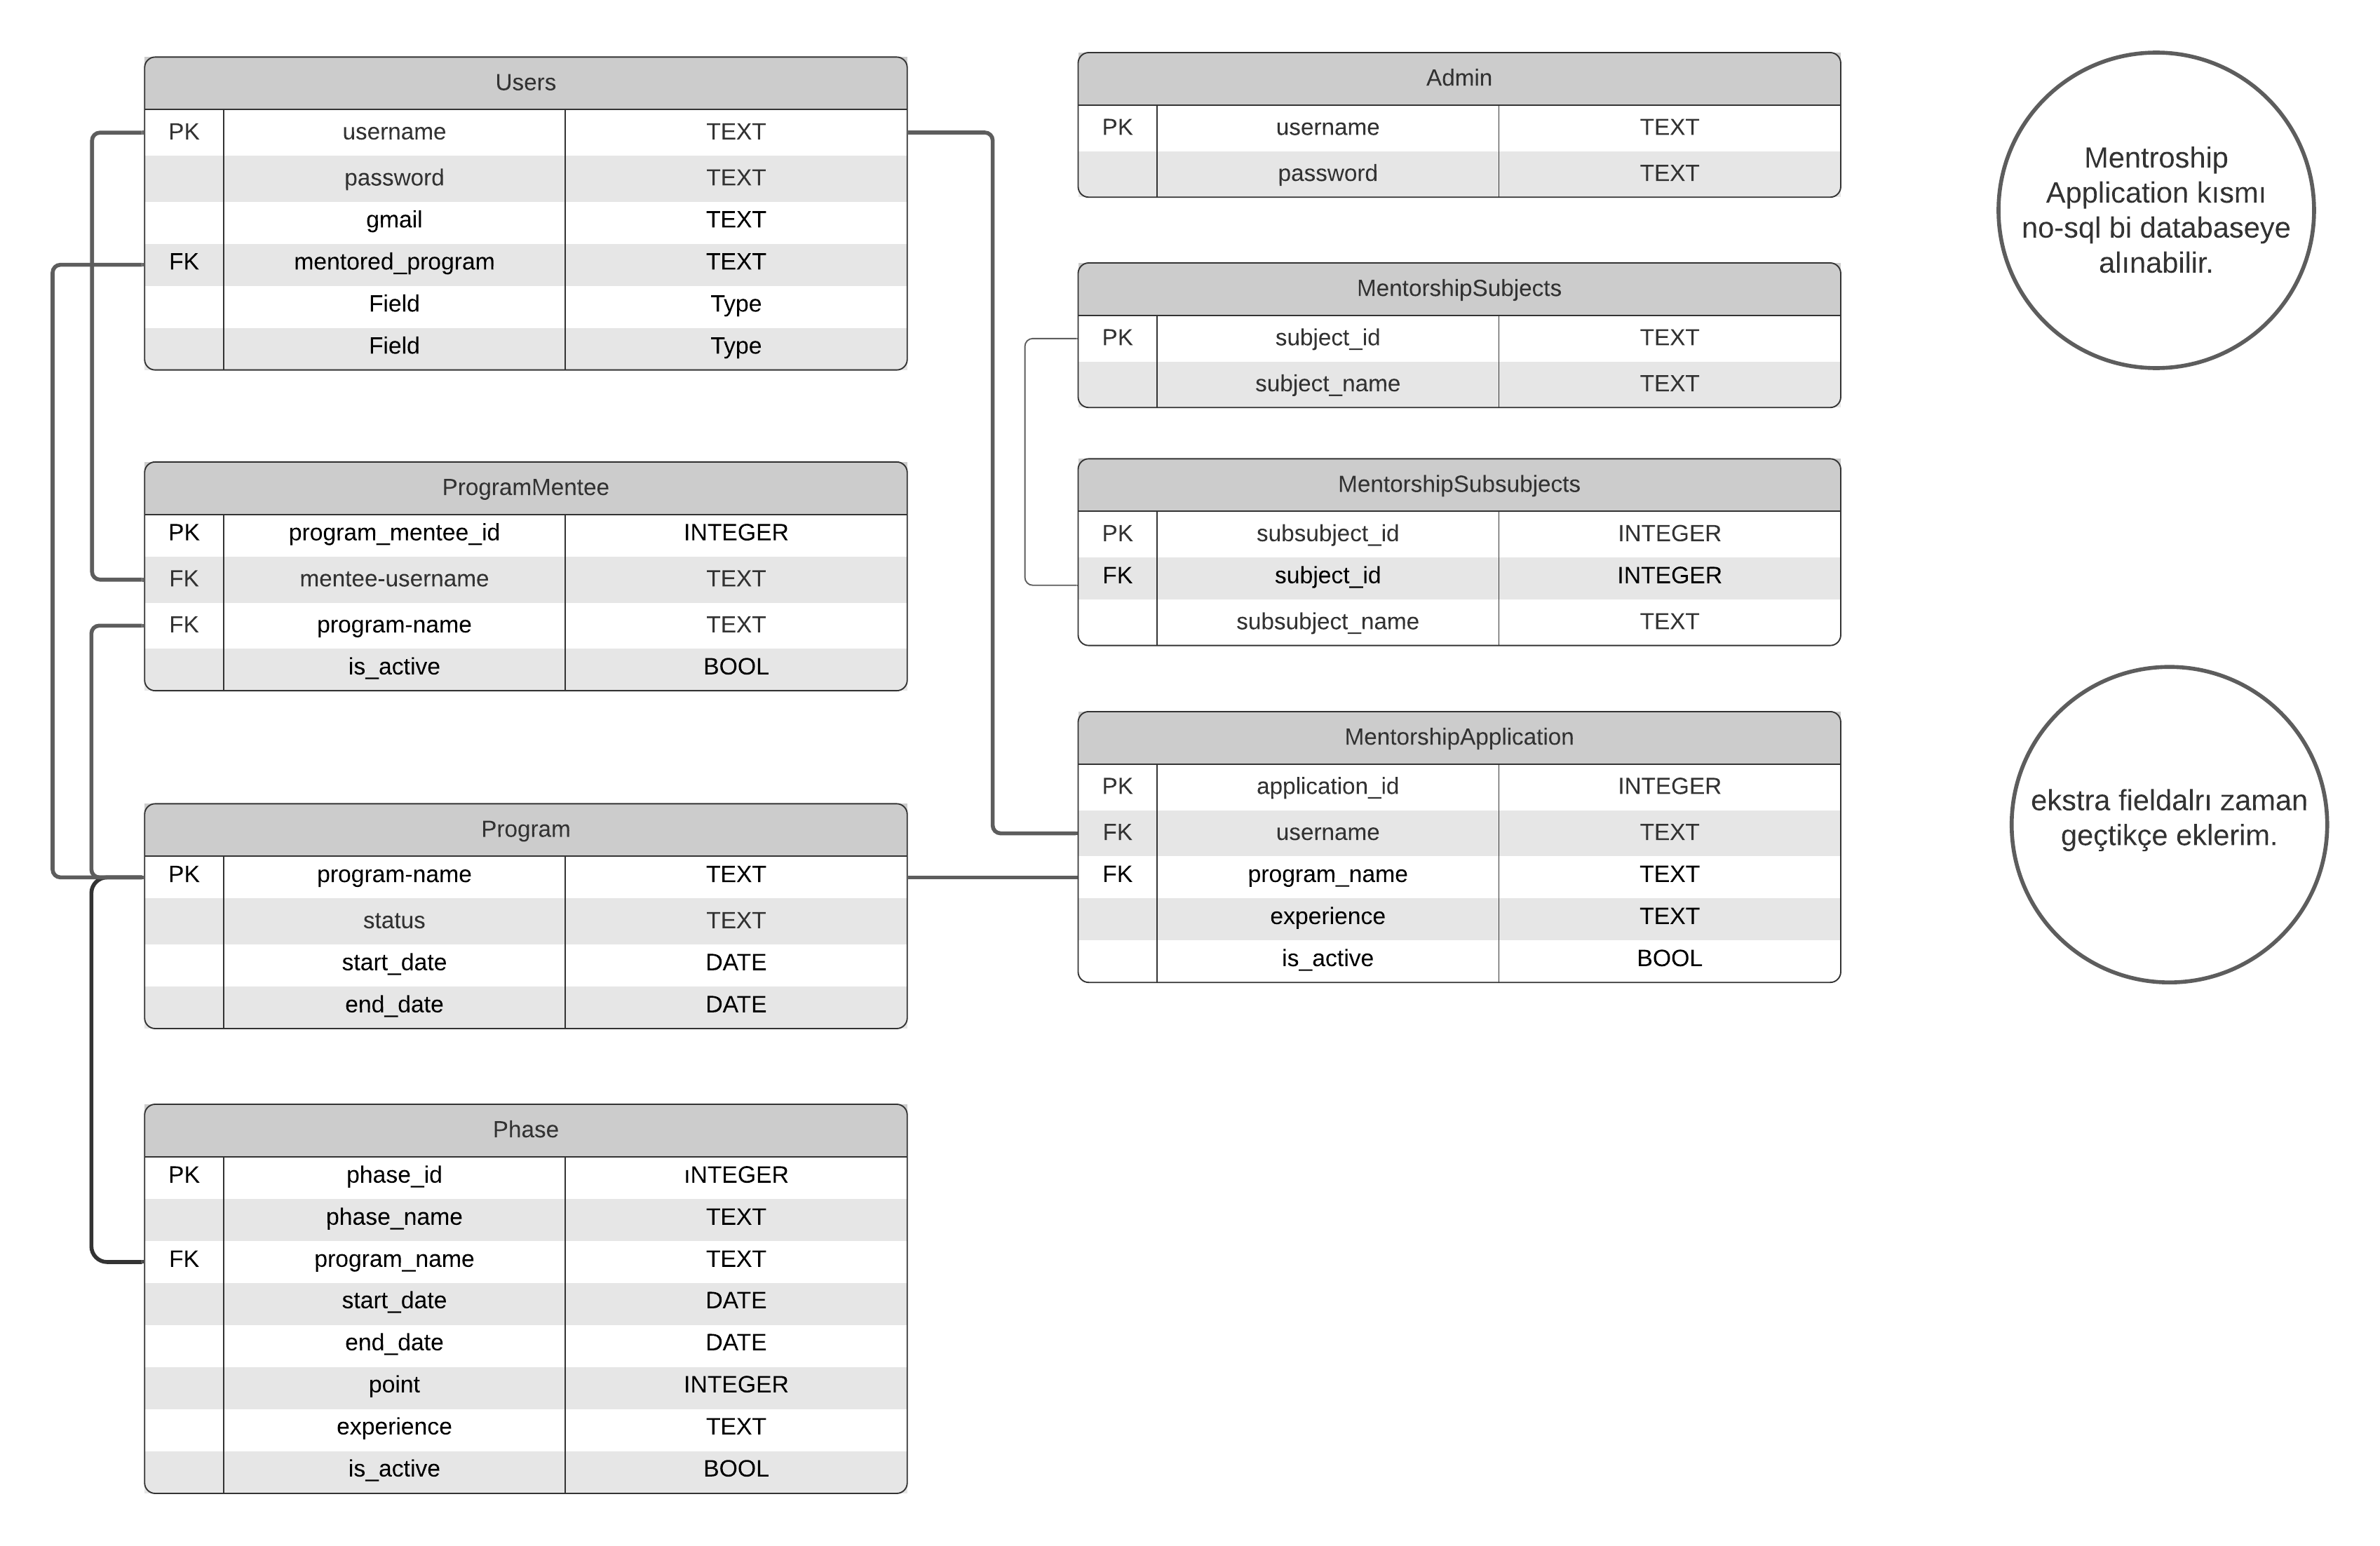 Users
PK username TEXT
password TEXT
gmail TEXT
FK mentored_program TEXT
Field Type
Field Type
ProgramMentee
PK program_mentee_id INTEGER
FK mentee-username TEXT
FK program-name TEXT
is_active BOOL
Program
PK program-name TEXT
status TEXT
start_date DATE
end_date DATE
Phase
PK phase_id ıNTEGER
phase_name TEXT
FK program_name TEXT
start_date DATE
end_date DATE
point INTEGER
experience TEXT
is_active BOOL
Admin
PK username TEXT
password TEXT
MentorshipSubjects
PK subject_id TEXT
subject_name TEXT
MentorshipSubsubjects
PK subsubject_id INTEGER
FK subject_id INTEGER
subsubject_name TEXT
MentorshipApplication
PK application_id INTEGER
FK username TEXT
FK program_name TEXT
experience TEXT
is_active BOOL
Mentroship
Application kısmı
no-sql bi databaseye
alınabilir.
ekstra fieldalrı zaman
geçtikçe eklerim.